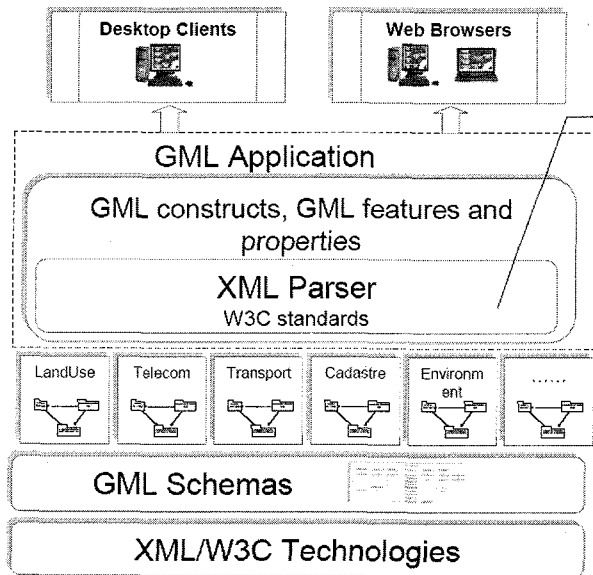 Desktop Clients
Web Browsers
GML Application
GML constructs, GML features and
properties
XML Parser
W3C standards
LandUse
Telecom
Transport
Cadastre
Environm
ent
......
GML Schemas
XML/W3C Technologies